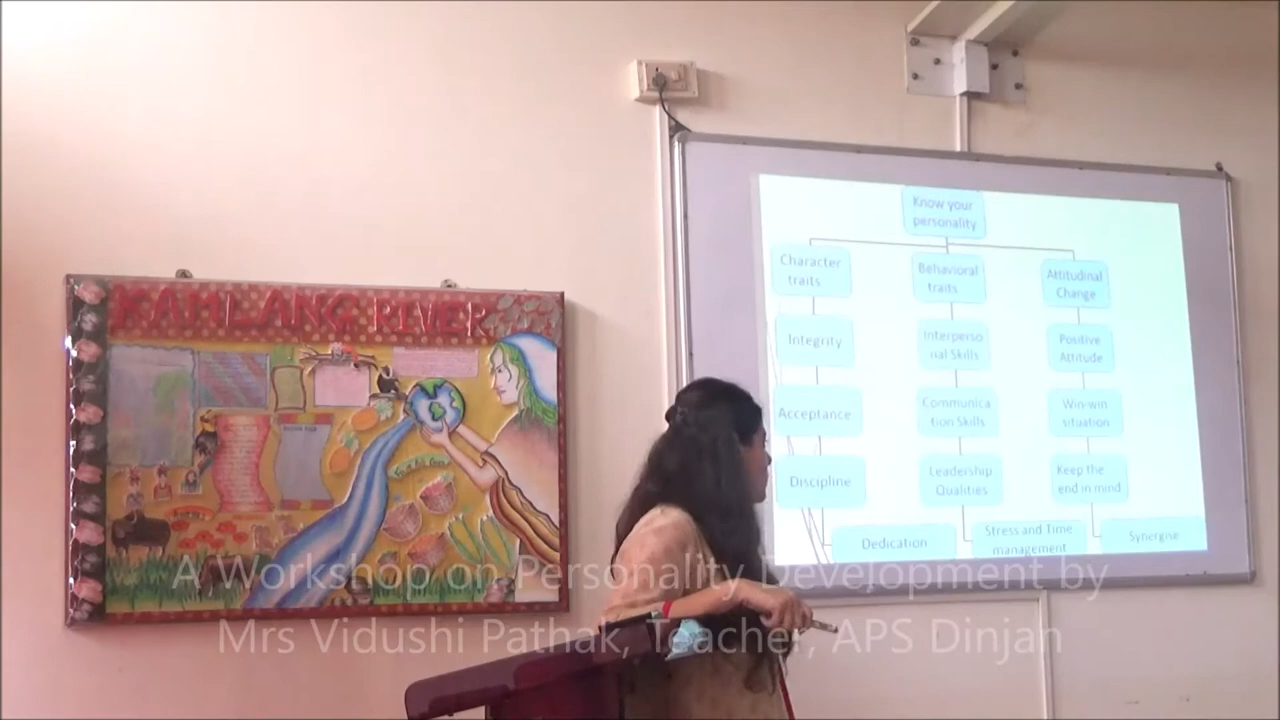 KAMLANG RIVER
Know your
personality
Character
traits
Behavioral
traits
Attitudinal
Change
Integrity
Interperso
nal Skills
Positive
Attitude
Acceptance
Communica
tion Skills
Win-win
situation
Discipline
Leadership
Qualities
Keep the
end in mind
Dedication
Stress and Time
management
Synergise
A Workshop on Personality Development by
Mrs Vidushi Pathak, Teacher, APS Dinjan